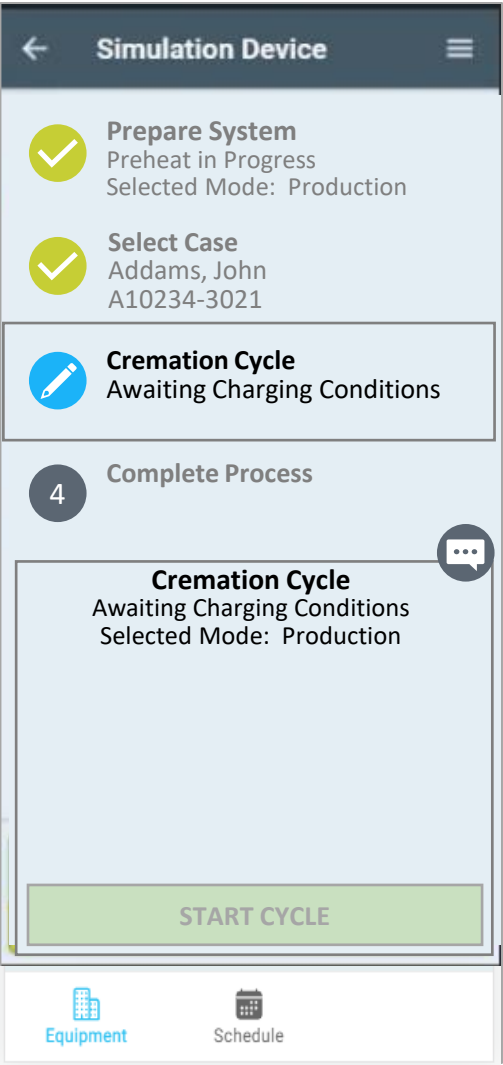 Simulation Device
Prepare System
Preheat in Progress
Selected Mode: Production
Select Case
Addams, John
A10234-3021
Cremation Cycle
Awaiting Charging Conditions
4
Complete Process
Cremation Cycle
Awaiting Charging Conditions
Selected Mode: Production
START CYCLE
Equipment
Schedule